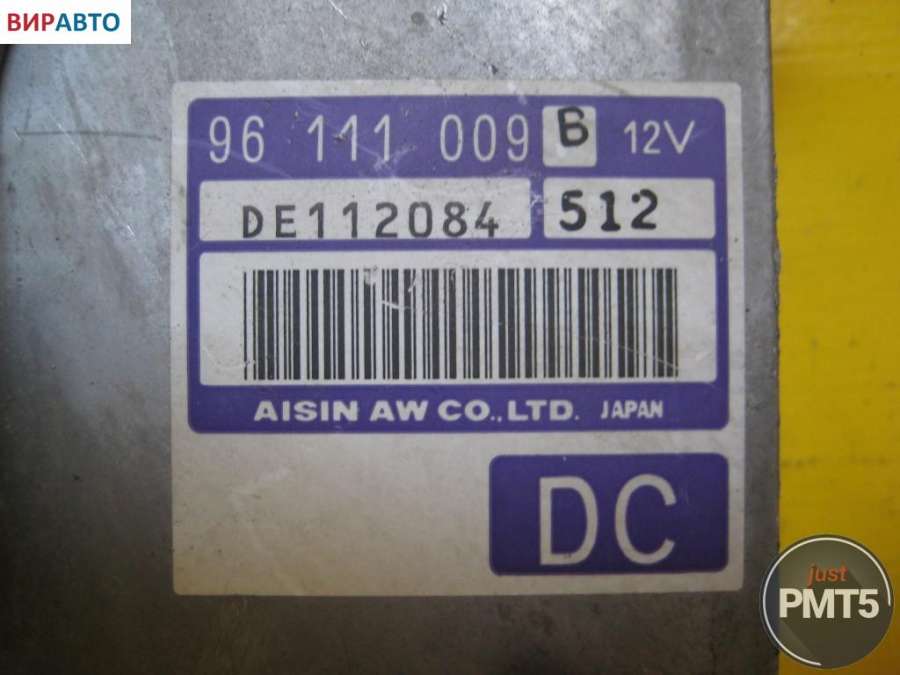 ВИРАВТО
96 111 009 B 12V
DE112084 512
AISIN AW CO.,LTD. JAPAN
DC
just
PMT5